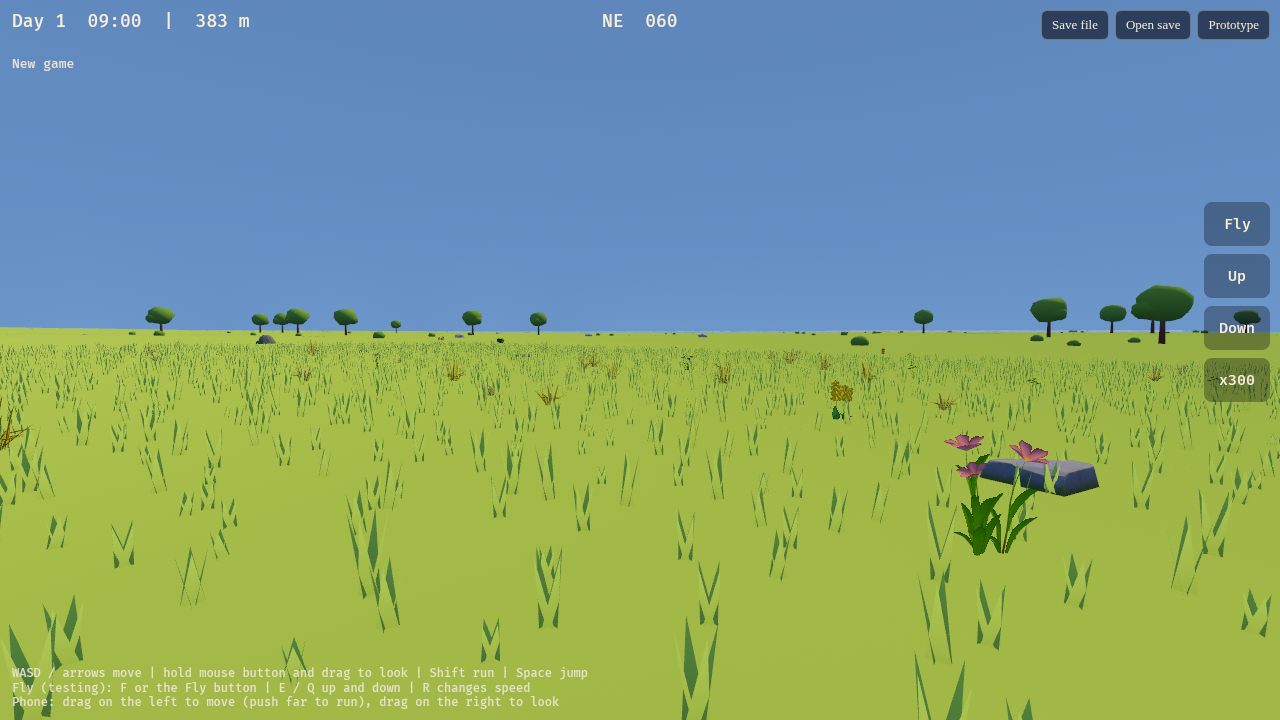 Day 1  09:00  |  383 m
NE  060
Save file
Open save
Prototype
New game
Fly
Up
Down
x300
WASD / arrows move | hold mouse button and drag to look | Shift run | Space jump
Fly (testing): F or the Fly button | E / Q up and down | R changes speed
Phone: drag on the left to move (push far to run), drag on the right to look